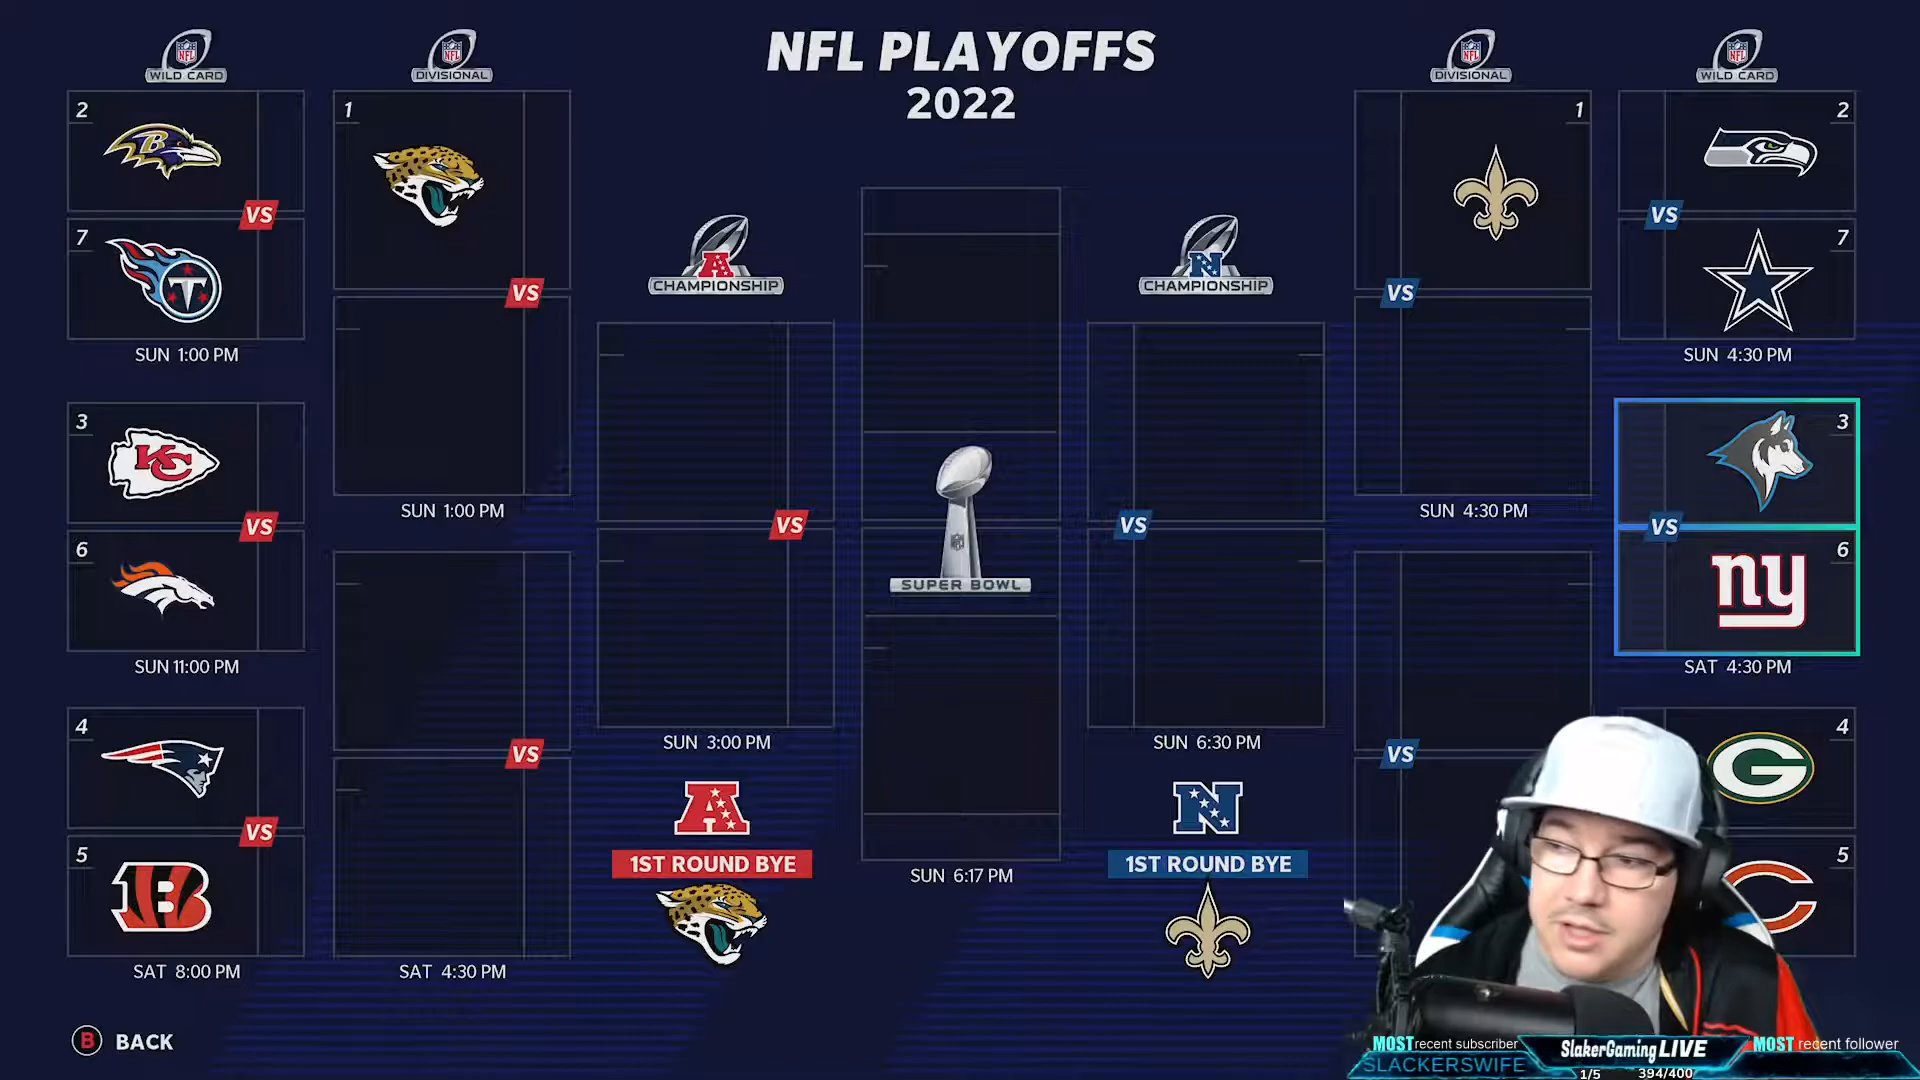 NFL PLAYOFFS
2022
WILD CARD
DIVISIONAL
DIVISIONAL
WILD CARD
2
VS
7
SUN 1:00 PM
3
VS
6
SUN 11:00 PM
4
VS
5
SAT 8:00 PM
1
VS
SUN 1:00 PM
VS
SAT 4:30 PM
A
CHAMPIONSHIP
VS
SUN 3:00 PM
A
1ST ROUND BYE
SUPER BOWL
SUN 6:17 PM
N
CHAMPIONSHIP
VS
SUN 6:30 PM
N
1ST ROUND BYE
1
VS
SUN 4:30 PM
VS
2
VS
7
SUN 4:30 PM
3
VS
ny
6
SAT 4:30 PM
G
4
5
B BACK
MOST recent subscriber
SLACKERSWIFE
SlakerGaming LIVE
1/5 394/400
MOST recent follower